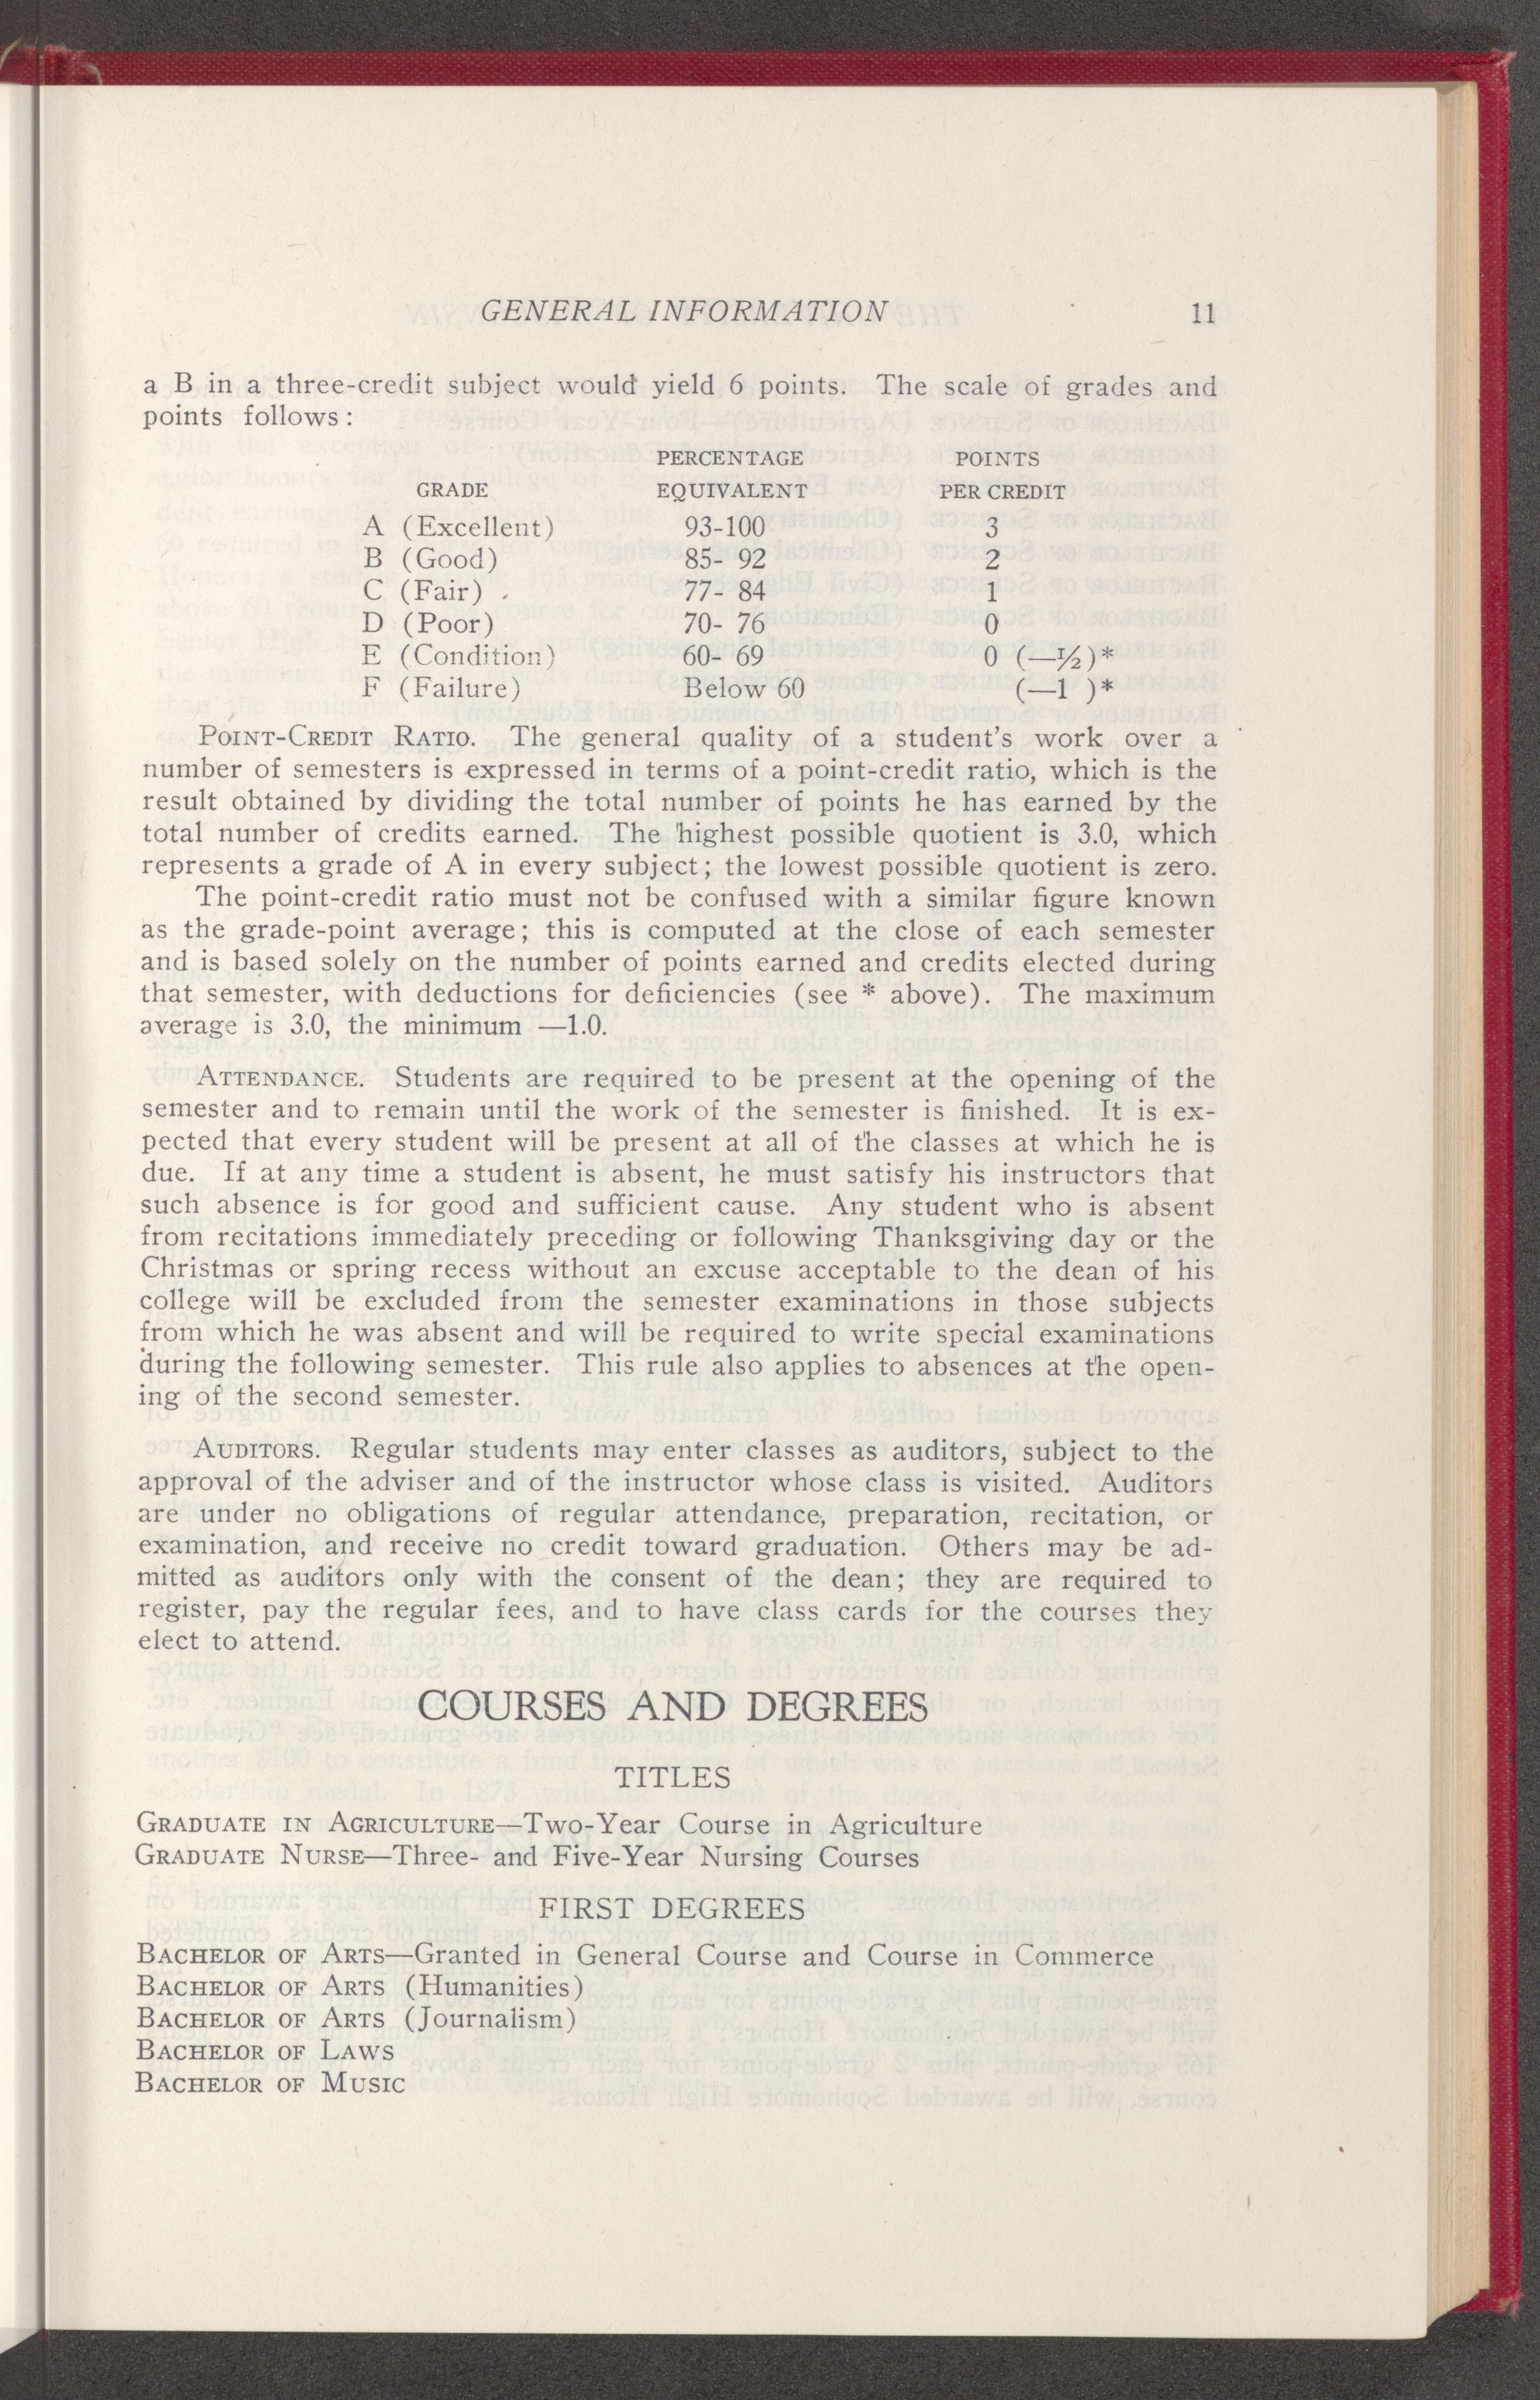 GENERAL INFORMATION 11
a B in a three-credit subject would yield 6 points. The scale of grades and
points follows:
PERCENTAGE POINTS
GRADE EQUIVALENT PER CREDIT
A (Excellent) 93-100 3
B (Good) 85- 92 2
C (Fair) 77- 84 1
D (Poor) 70- 76 0
E (Condition) 60- 69 0 (—½)*
F (Failure) Below 60 (—1 )*
POINT-CREDIT RATIO. The general quality of a student's work over a
number of semesters is expressed in terms of a point-credit ratio, which is the
result obtained by dividing the total number of points he has earned by the
total number of credits earned. The highest possible quotient is 3.0, which
represents a grade of A in every subject; the lowest possible quotient is zero.
The point-credit ratio must not be confused with a similar figure known
as the grade-point average; this is computed at the close of each semester
and is based solely on the number of points earned and credits elected during
that semester, with deductions for deficiencies (see * above). The maximum
average is 3.0, the minimum —1.0.
ATTENDANCE. Students are required to be present at the opening of the
semester and to remain until the work of the semester is finished. It is ex-
pected that every student will be present at all of the classes at which he is
due. If at any time a student is absent, he must satisfy his instructors that
such absence is for good and sufficient cause. Any student who is absent
from recitations immediately preceding or following Thanksgiving day or the
Christmas or spring recess without an excuse acceptable to the dean of his
college will be excluded from the semester examinations in those subjects
from which he was absent and will be required to write special examinations
during the following semester. This rule also applies to absences at the open-
ing of the second semester.
AUDITORS. Regular students may enter classes as auditors, subject to the
approval of the adviser and of the instructor whose class is visited. Auditors
are under no obligations of regular attendance, preparation, recitation, or
examination, and receive no credit toward graduation. Others may be ad-
mitted as auditors only with the consent of the dean; they are required to
register, pay the regular fees, and to have class cards for the courses they
elect to attend.
COURSES AND DEGREES
TITLES
GRADUATE IN AGRICULTURE—Two-Year Course in Agriculture
GRADUATE NURSE—Three- and Five-Year Nursing Courses
FIRST DEGREES
BACHELOR OF ARTS—Granted in General Course and Course in Commerce
BACHELOR OF ARTS (Humanities)
BACHELOR OF ARTS (Journalism)
BACHELOR OF LAWS
BACHELOR OF MUSIC